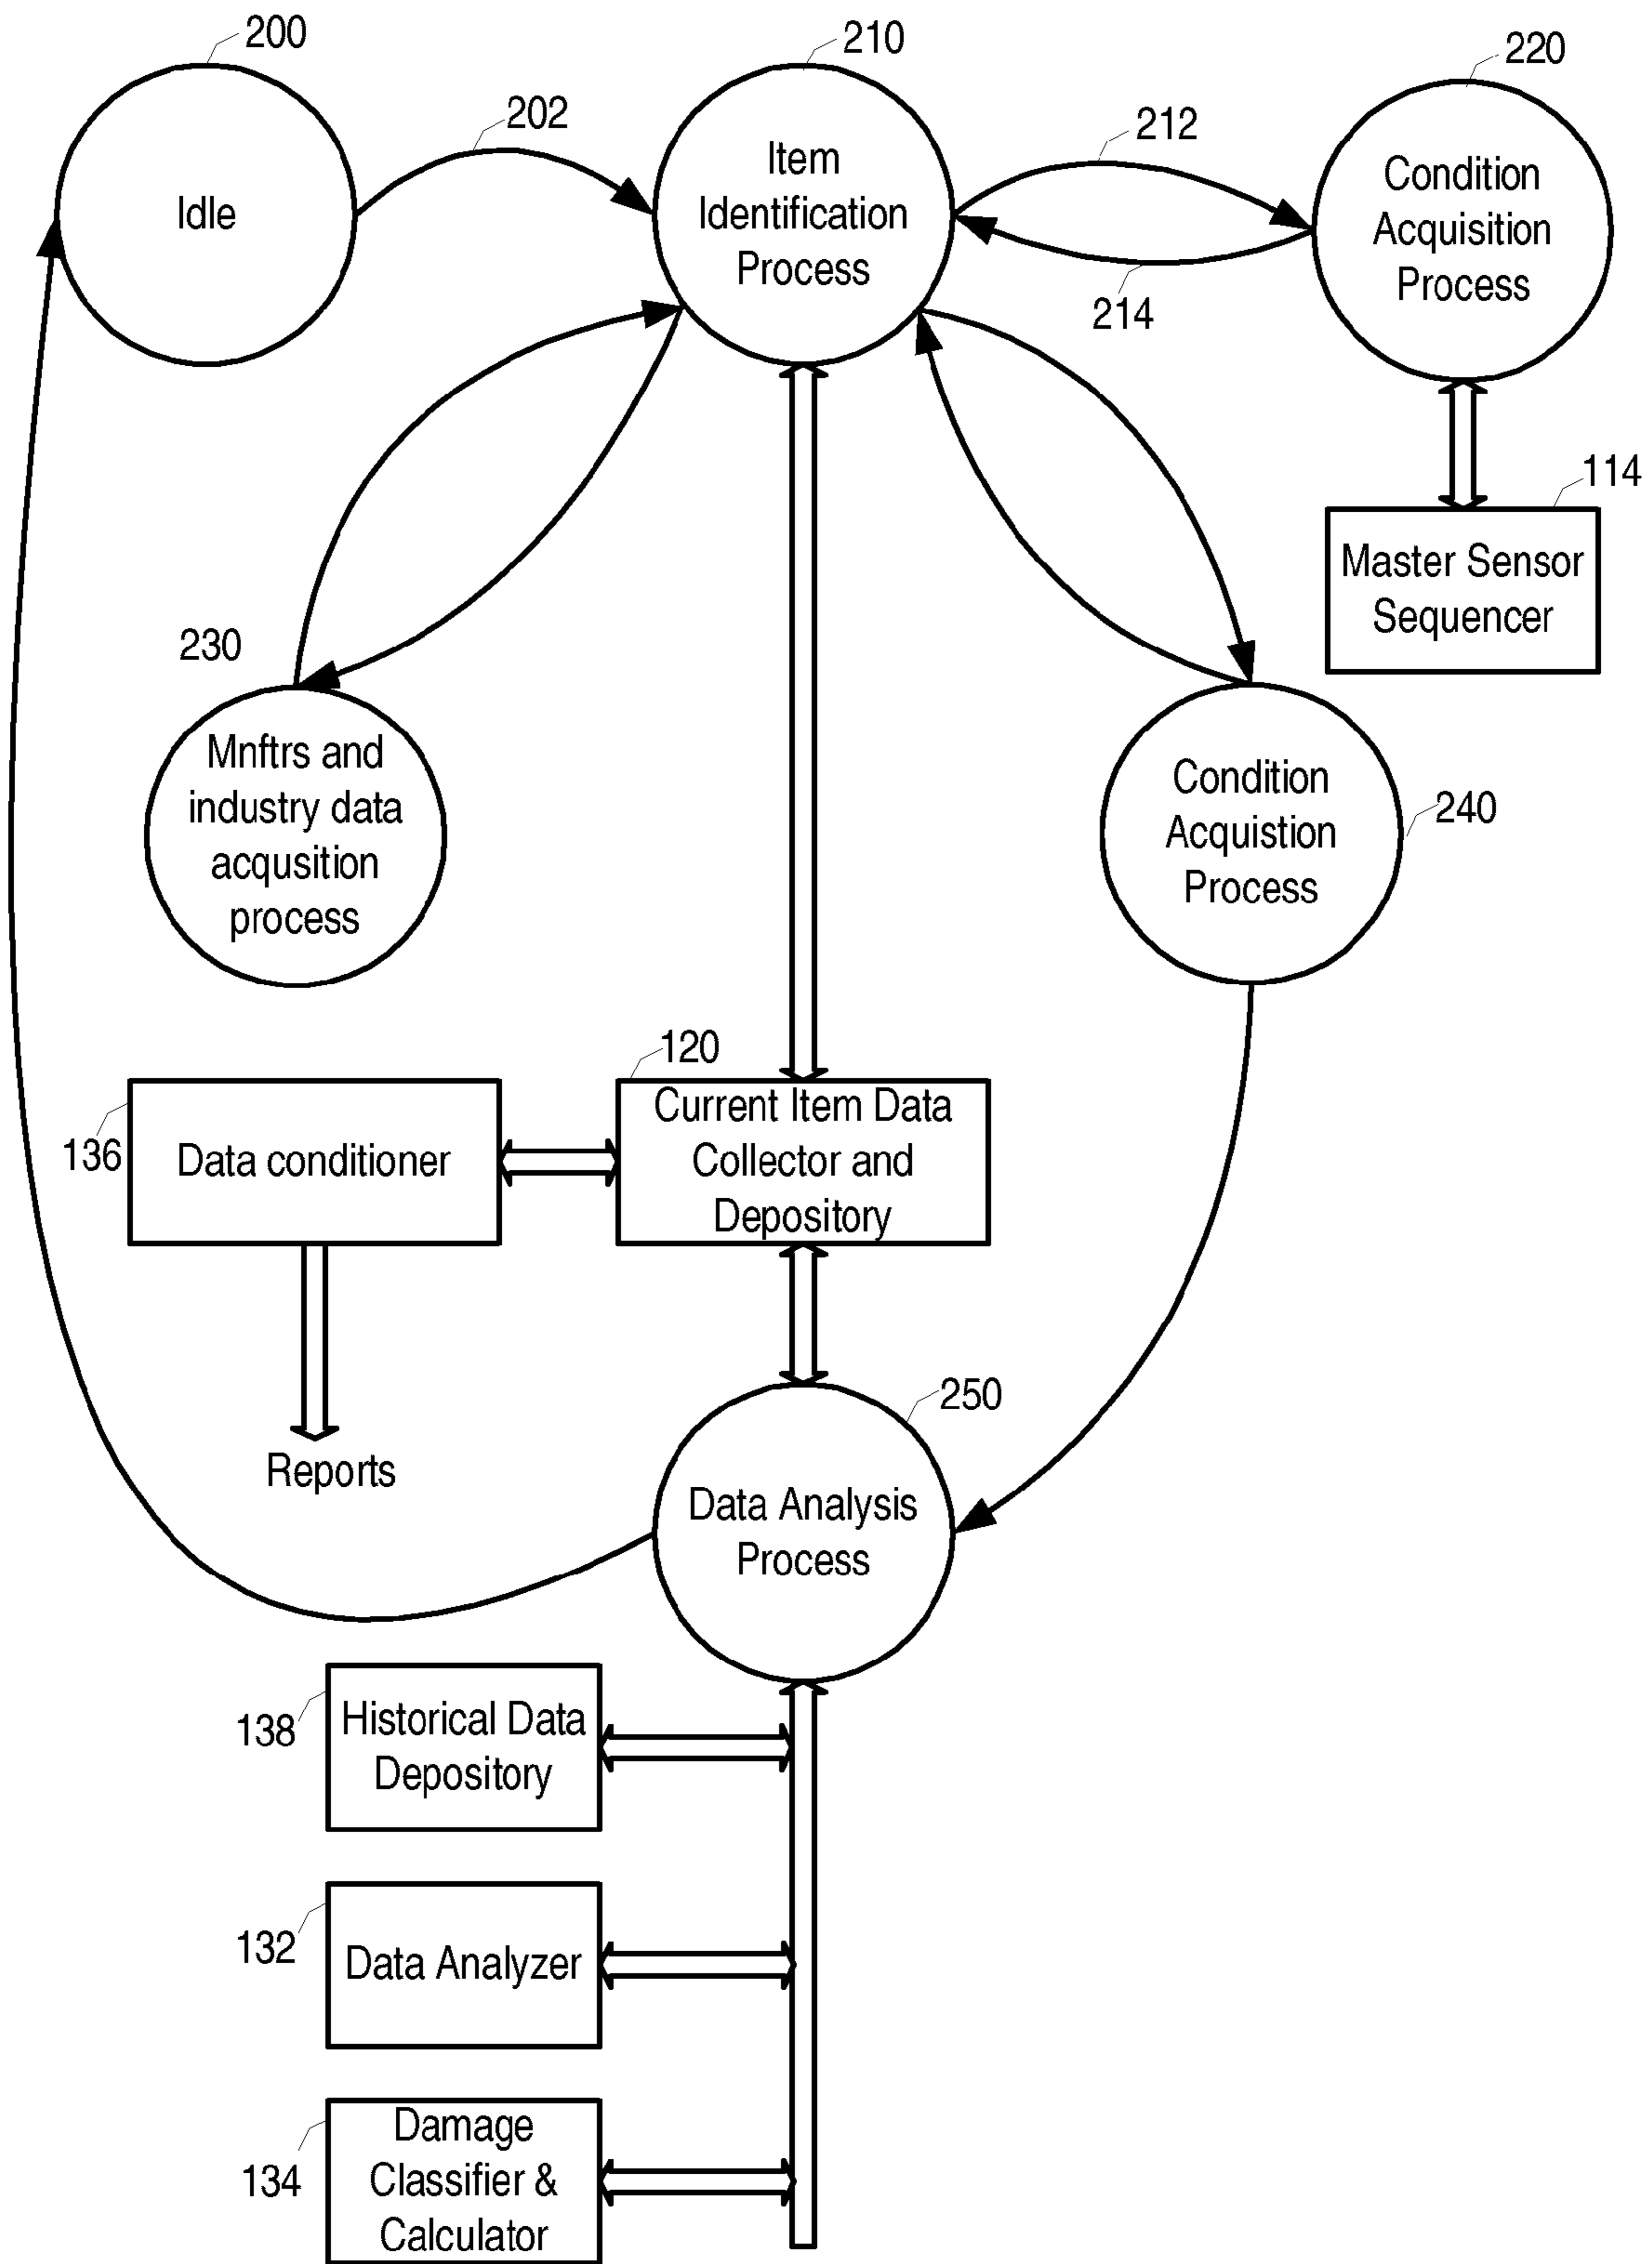 200
210
220
202
212
Idle
Item
Identification
Process
Condition
Acquisition
Process
214
114
Master Sensor
Sequencer
230
Mnftrs and
industry data
acqusition
process
Condition
Acquistion
Process
240
120
136
Data conditioner
Current Item Data
Collector and
Depository
250
Reports
Data Analysis
Process
138
Historical Data
Depository
132
Data Analyzer
134
Damage
Classifier &
Calculator